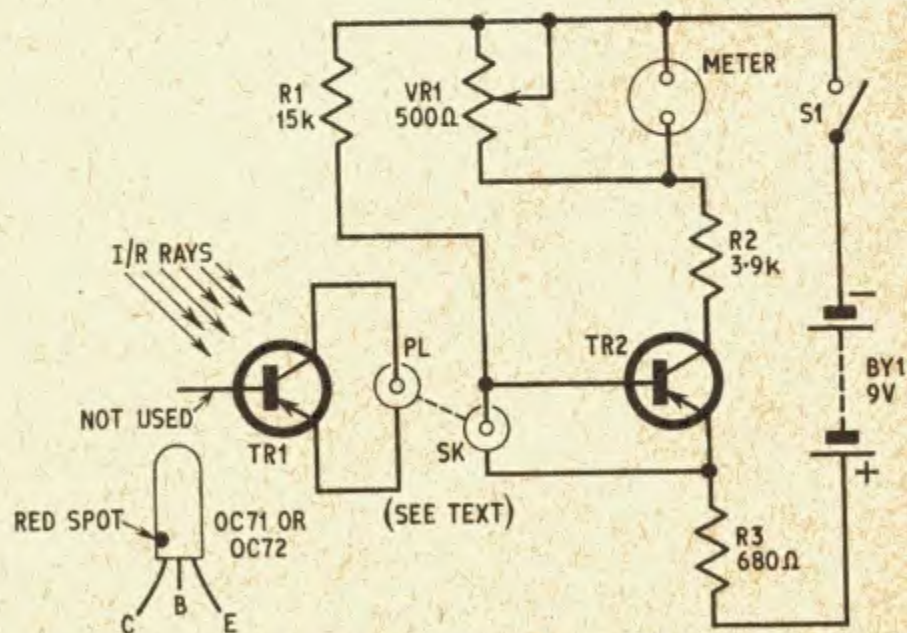 R1
15k
VR1
500Ω
METER
S1
I/R RAYS
R2
3·9k
PL
TR2
−
BY1
9V
+
NOT USED
TR1
SK
(SEE TEXT)
RED SPOT
OC71 OR
OC72
R3
680Ω
C
B
E